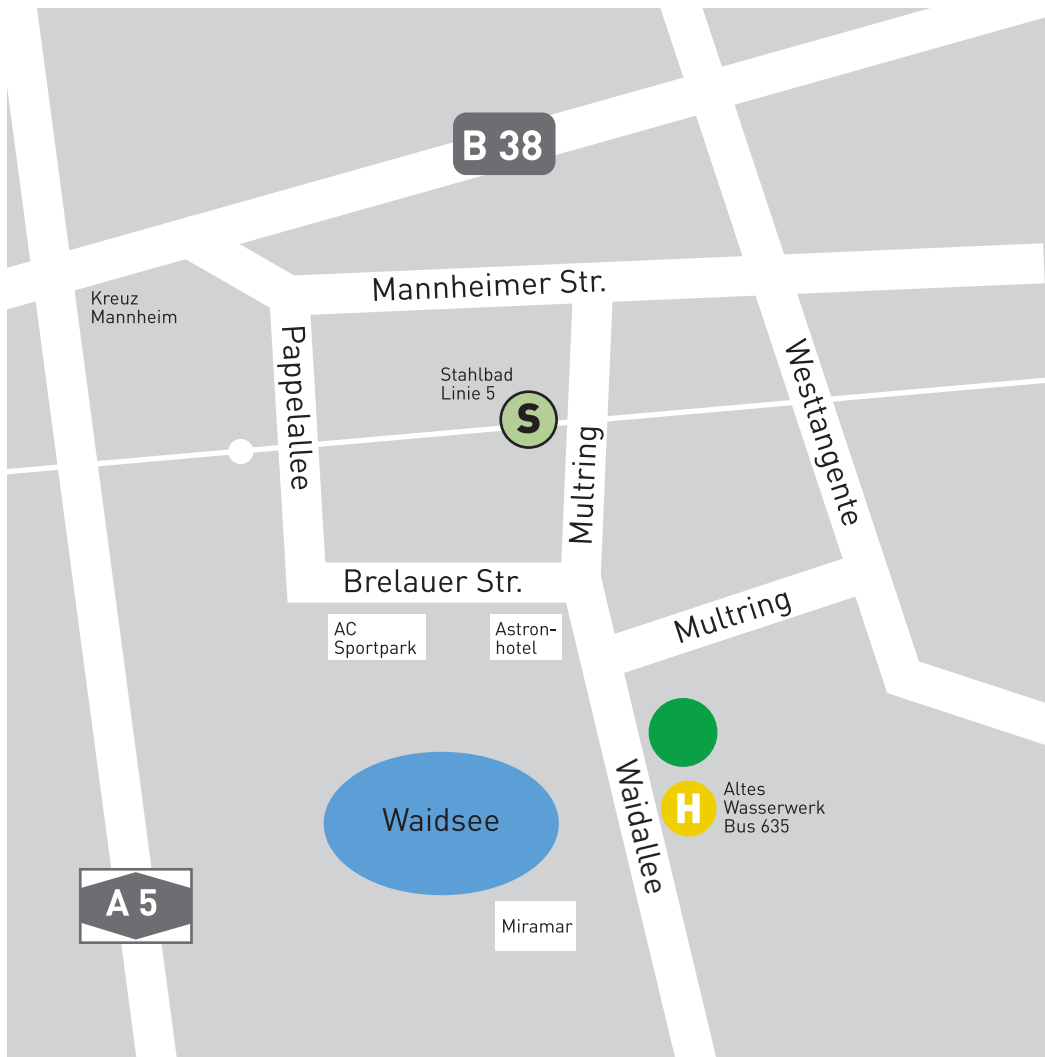 B 38
Mannheimer Str.
Kreuz
Mannheim
Pappelallee
Westtangente
Stahlbad
Linie 5
S
Multring
Brelauer Str.
Multring
AC
Sportpark
Astron-
hotel
Waidallee
Altes
Wasserwerk
Bus 635
H
Waidsee
A 5
Miramar